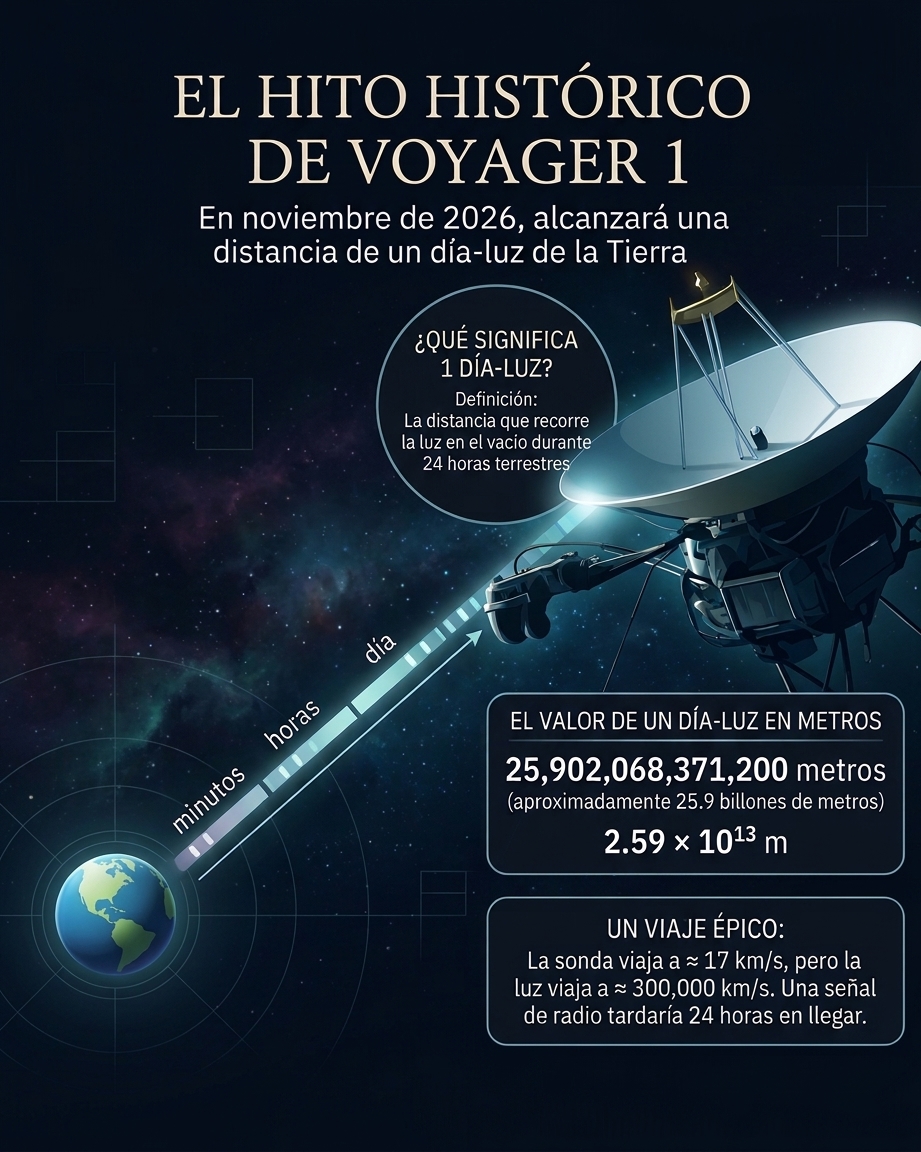 EL HITO HISTÓRICO
DE VOYAGER 1
En noviembre de 2026, alcanzará una
distancia de un día-luz de la Tierra
¿QUÉ SIGNIFICA
1 DÍA-LUZ?
Definición:
La distancia que recorre
la luz en el vacio durante
24 horas terrestres
día
horas
minutos
EL VALOR DE UN DÍA-LUZ EN METROS
25,902,068,371,200 metros
(aproximadamente 25.9 billones de metros)
2.59 × 10¹³ m
UN VIAJE ÉPICO:
La sonda viaja a ≈ 17 km/s, pero la
luz viaja a ≈ 300,000 km/s. Una señal
de radio tardaría 24 horas en llegar.